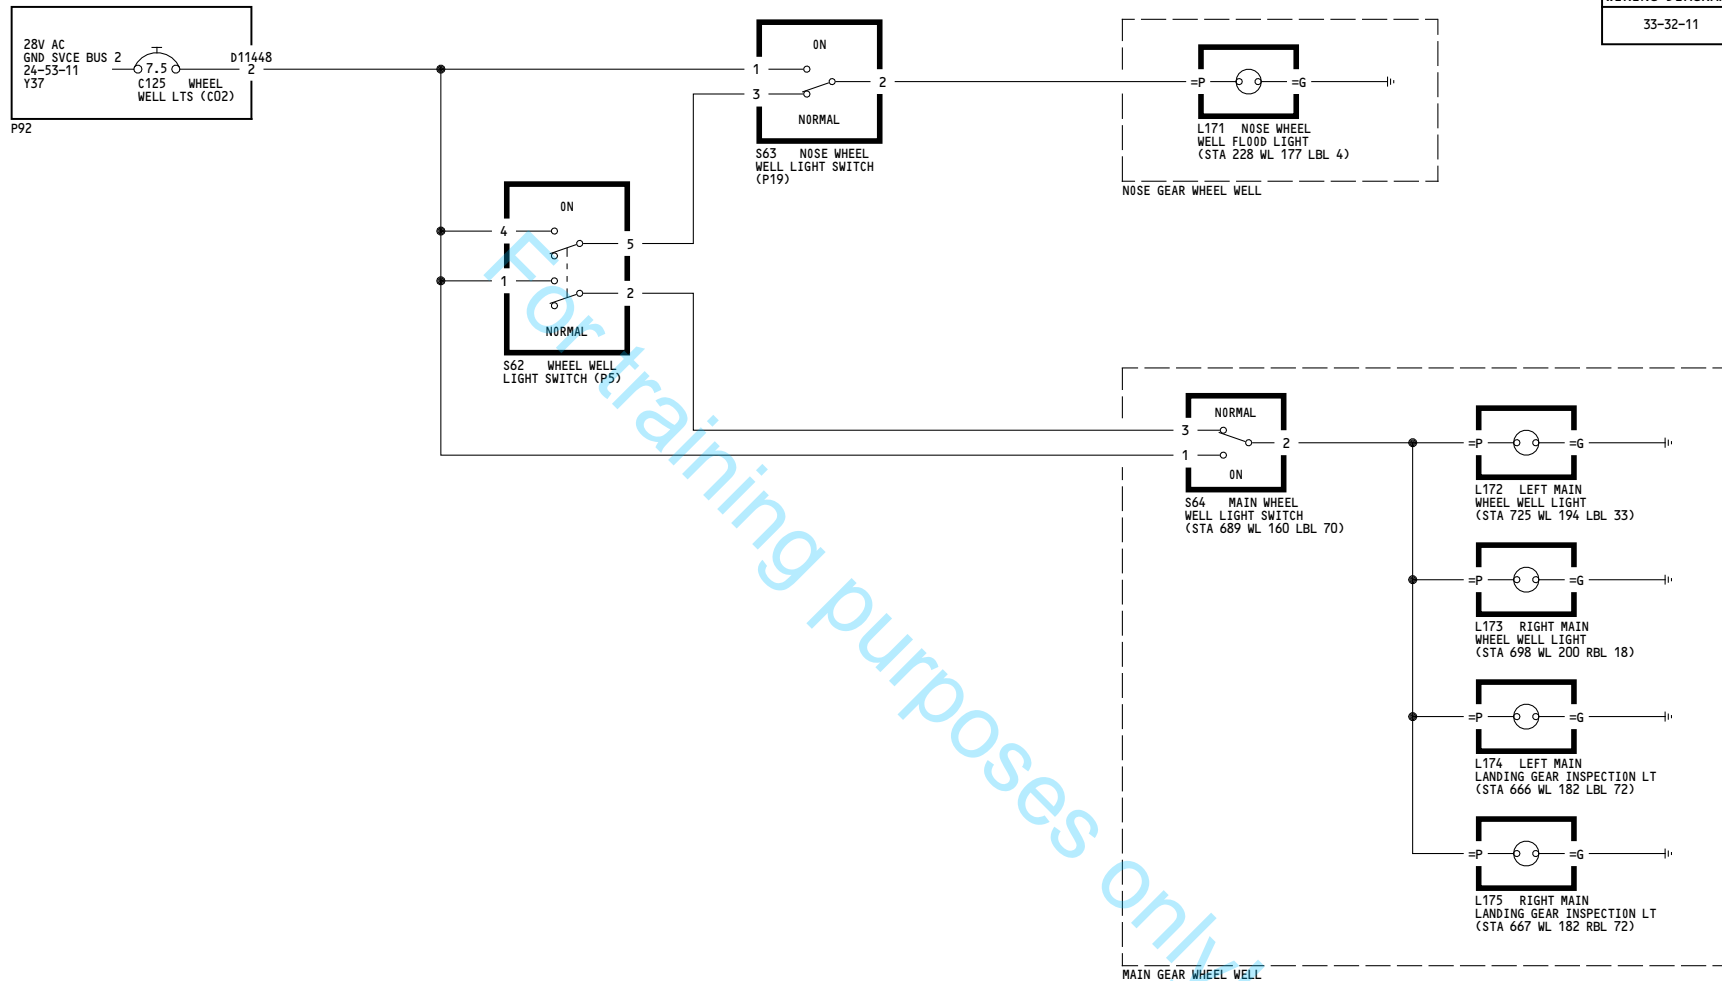 WIRING DIAGRAM
33-32-11
28V AC
GND SVCE BUS 2
24-53-11
Y37
7.5
C125 WHEEL
WELL LTS (C02)
D11448
2
P92
ON
1
3
2
NORMAL
S63 NOSE WHEEL
WELL LIGHT SWITCH
(P19)
=P
=G
L171 NOSE WHEEL
WELL FLOOD LIGHT
(STA 228 WL 177 LBL 4)
NOSE GEAR WHEEL WELL
ON
4
5
1
2
NORMAL
S62 WHEEL WELL
LIGHT SWITCH (P5)
NORMAL
3
2
1
ON
S64 MAIN WHEEL
WELL LIGHT SWITCH
(STA 689 WL 160 LBL 70)
=P
=G
L172 LEFT MAIN
WHEEL WELL LIGHT
(STA 725 WL 194 LBL 33)
=P
=G
L173 RIGHT MAIN
WHEEL WELL LIGHT
(STA 698 WL 200 RBL 18)
=P
=G
L174 LEFT MAIN
LANDING GEAR INSPECTION LT
(STA 666 WL 182 LBL 72)
=P
=G
L175 RIGHT MAIN
LANDING GEAR INSPECTION LT
(STA 667 WL 182 RBL 72)
MAIN GEAR WHEEL WELL
For training purposes only